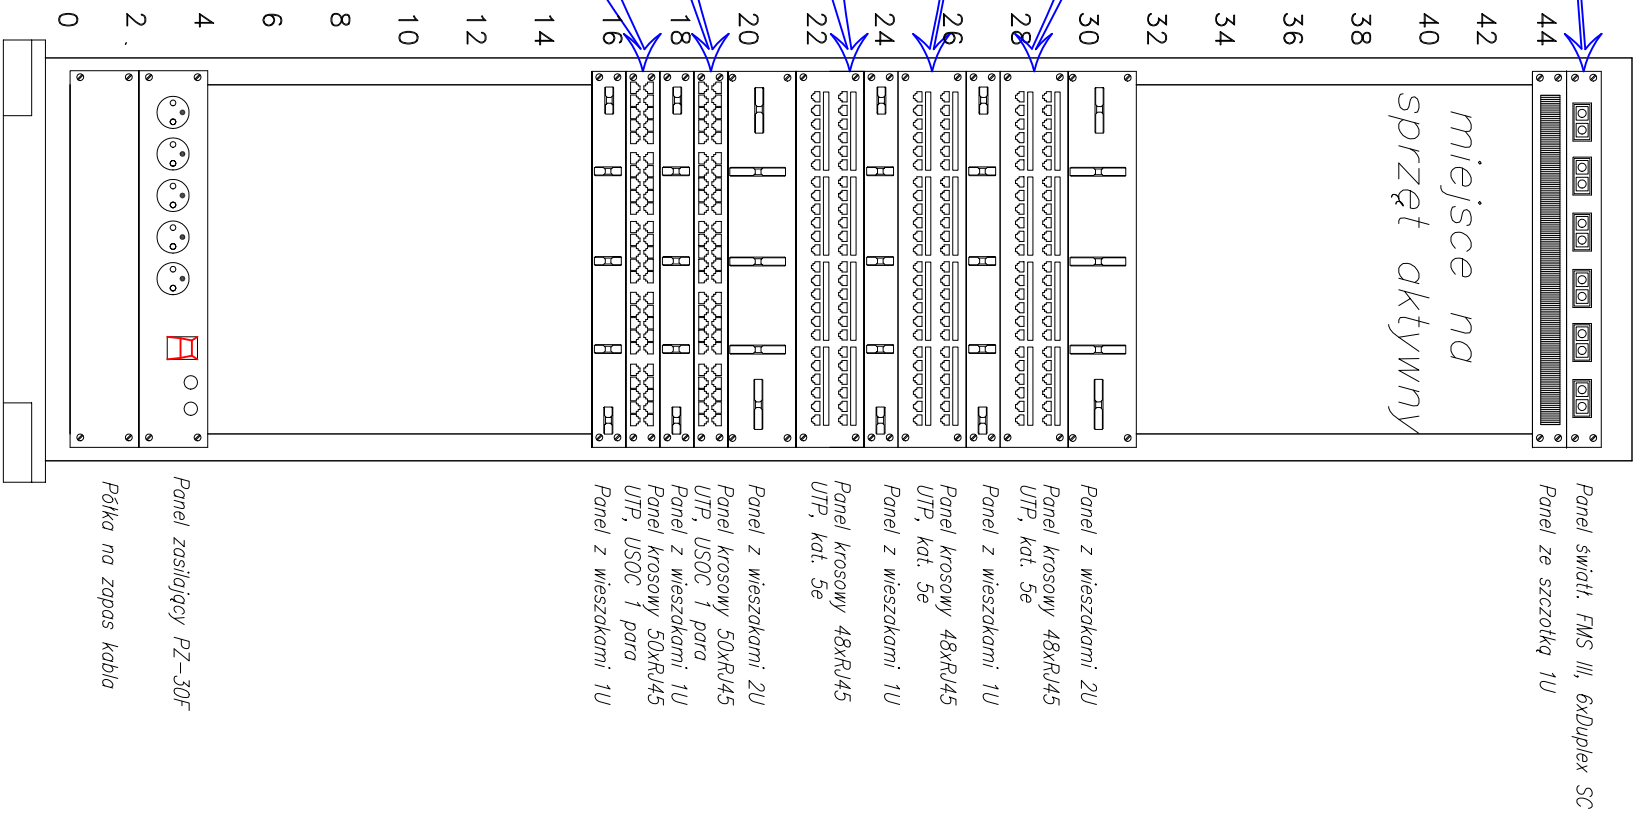 44
42
40
38
36
34
32
30
28
26
24
22
20
18
16
14
12
10
8
6
4
2
0
miejsce na
sprzęt aktywny
Panel świattł. FMS III, 6xDuplex SC
Panel ze szczotką 1U
Panel z wieszakami 2U
Panel krosowy 48xRJ45
UTP, kat. 5e
Panel z wieszakami 1U
Panel krosowy 48xRJ45
UTP, kat. 5e
Panel z wieszakami 1U
Panel krosowy 48xRJ45
UTP, kat. 5e
Panel z wieszakami 2U
Panel krosowy 50xRJ45
UTP, USOC 1 para
Panel z wieszakami 1U
Panel krosowy 50xRJ45
UTP, USOC 1 para
Panel z wieszakami 1U
Panel zasilający PZ-30F
Półka na zapas kabla